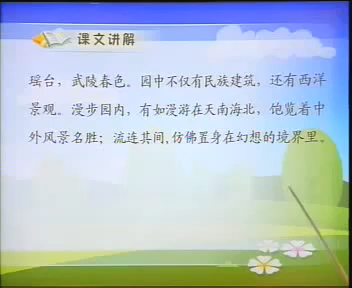 课文讲解
瑶台，武陵春色。园中不仅有民族建筑，还有西洋
景观。漫步园内，有如漫游在天南海北，饱览着中
外风景名胜；流连其间，仿佛置身在幻想的境界里。